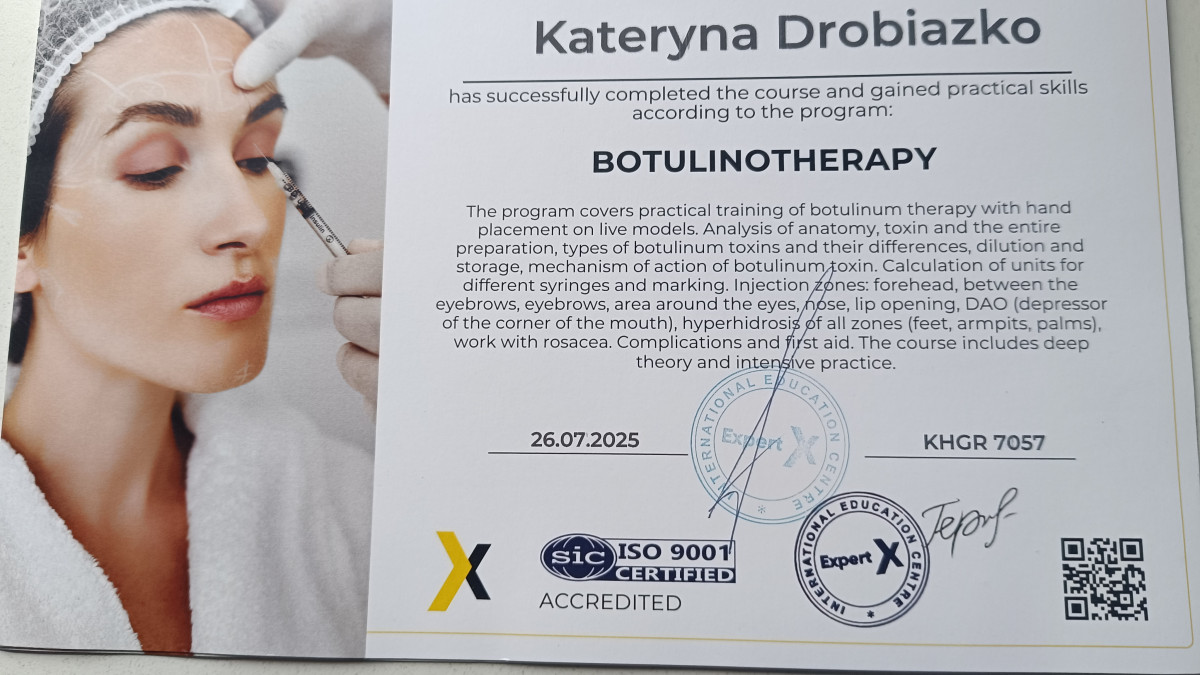 Kateryna Drobiazko
has successfully completed the course and gained practical skills
according to the program:
BOTULINOTHERAPY
The program covers practical training of botulinum therapy with hand
placement on live models. Analysis of anatomy, toxin and the entire
preparation, types of botulinum toxins and their differences, dilution and
storage, mechanism of action of botulinum toxin. Calculation of units for
different syringes and marking. Injection zones: forehead, between the
eyebrows, eyebrows, area around the eyes, nose, lip opening, DAO (depressor
of the corner of the mouth), hyperhidrosis of all zones (feet, armpits, palms),
work with rosacea. Complications and first aid. The course includes deep
theory and intensive practice.
26.07.2025
KHGR 7057
INTERNATIONAL EDUCATION CENTRE
Expert X
INTERNATIONAL EDUCATION CENTRE
Expert X
sic ISO 9001
CERTIFIED
ACCREDITED
insulin